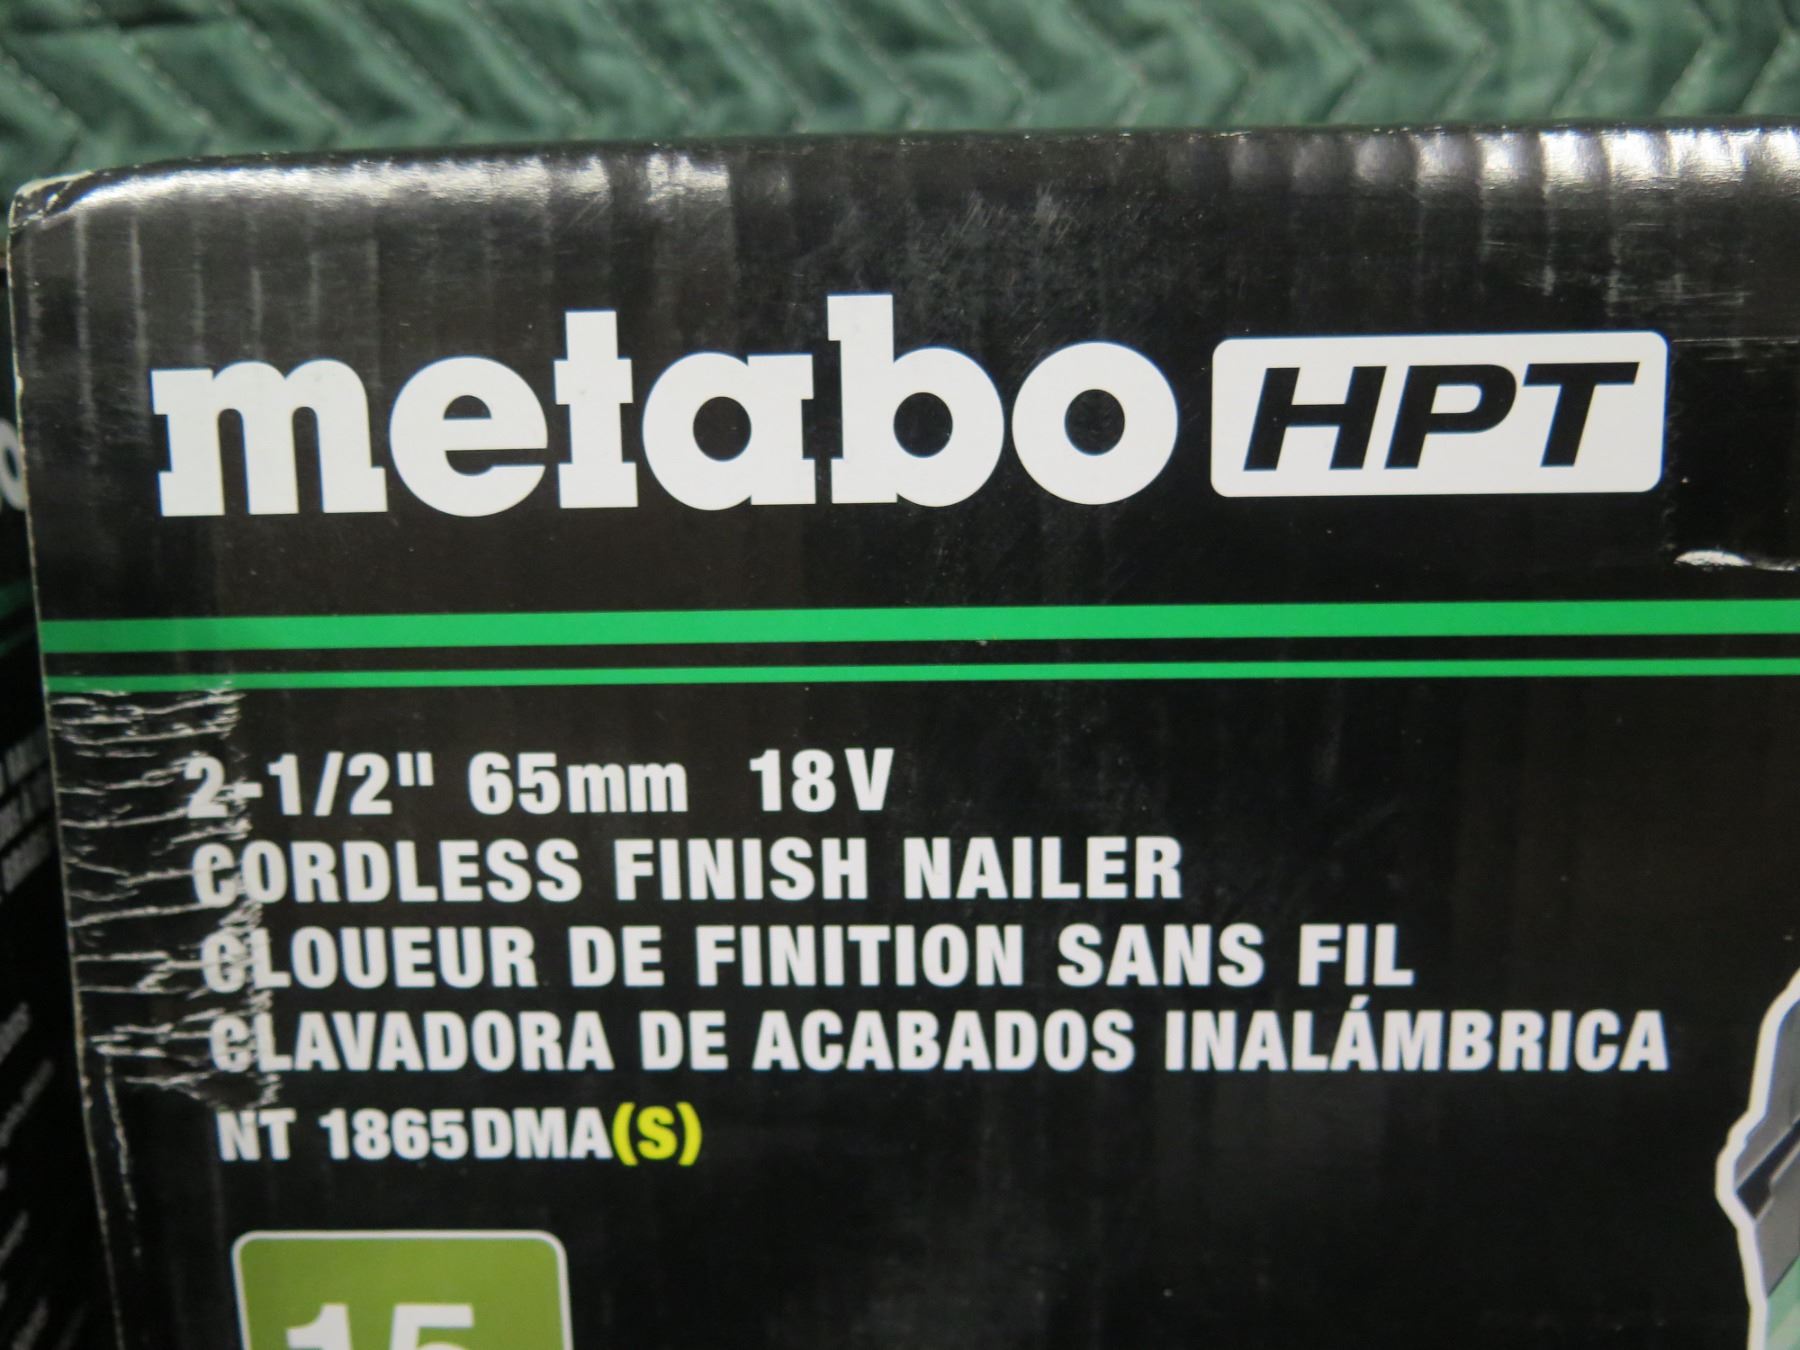 metabo HPT
2-1/2" 65mm 18V
CORDLESS FINISH NAILER
CLOUEUR DE FINITION SANS FIL
CLAVADORA DE ACABADOS INALÁMBRICA
NT 1865DMA(S)
15